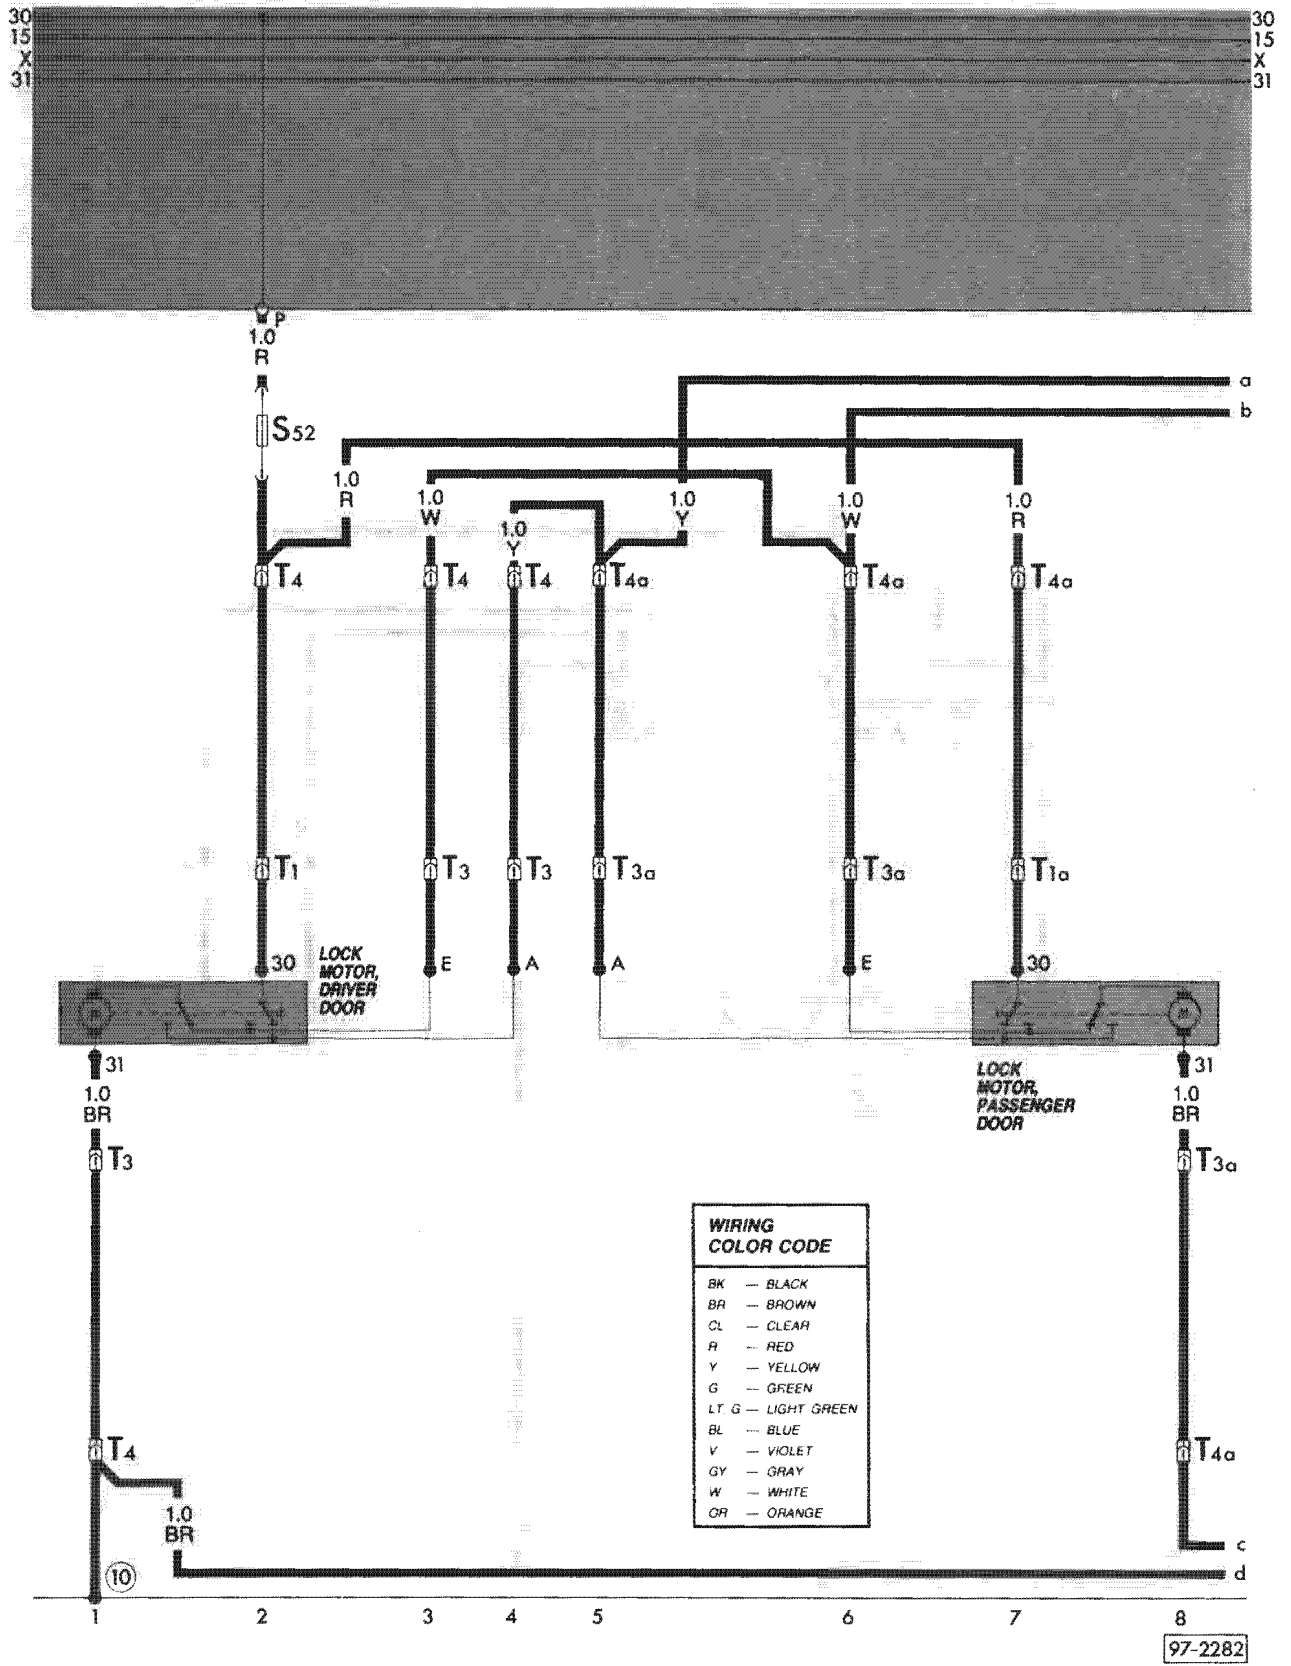 30 30
15 15
X X
31 31
P
1.0
R
a
b
S52
1.0
R
1.0
W
1.0
Y
1.0
Y
1.0
W
1.0
R
T4 T4 T4 T4a T4a T4a
T1 T3 T3 T3a T3a T1a
30 E A A E 30
LOCK
MOTOR,
DRIVER
DOOR
M M
31 31
1.0
BR
LOCK
MOTOR,
PASSENGER
DOOR
1.0
BR
T3 T3a
WIRING
COLOR CODE
BK — BLACK
BR — BROWN
CL — CLEAR
R — RED
Y — YELLOW
G — GREEN
LT. G — LIGHT GREEN
BL — BLUE
V — VIOLET
GY — GRAY
W — WHITE
OR — ORANGE
T4 T4a
1.0
BR
c
10
d
1 2 3 4 5 6 7 8
97-2282